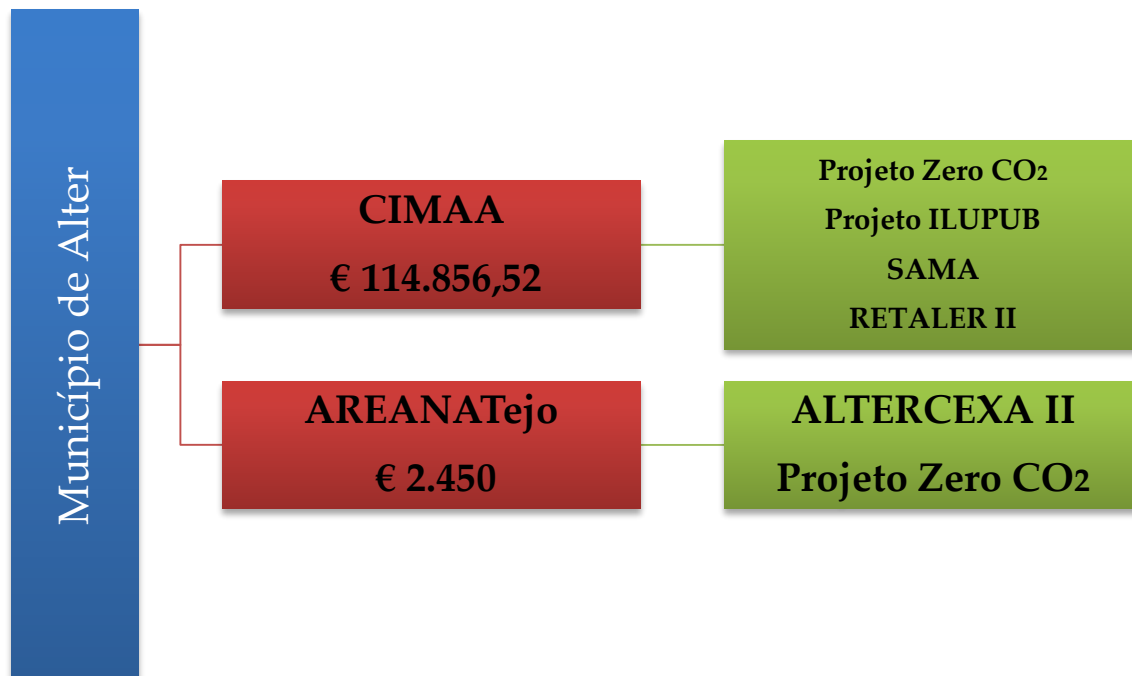 Município de Alter
CIMAA
€ 114.856,52
Projeto Zero CO2
Projeto ILUPUB
SAMA
RETALER II
AREANATejo
€ 2.450
ALTERCEXA II
Projeto Zero CO2